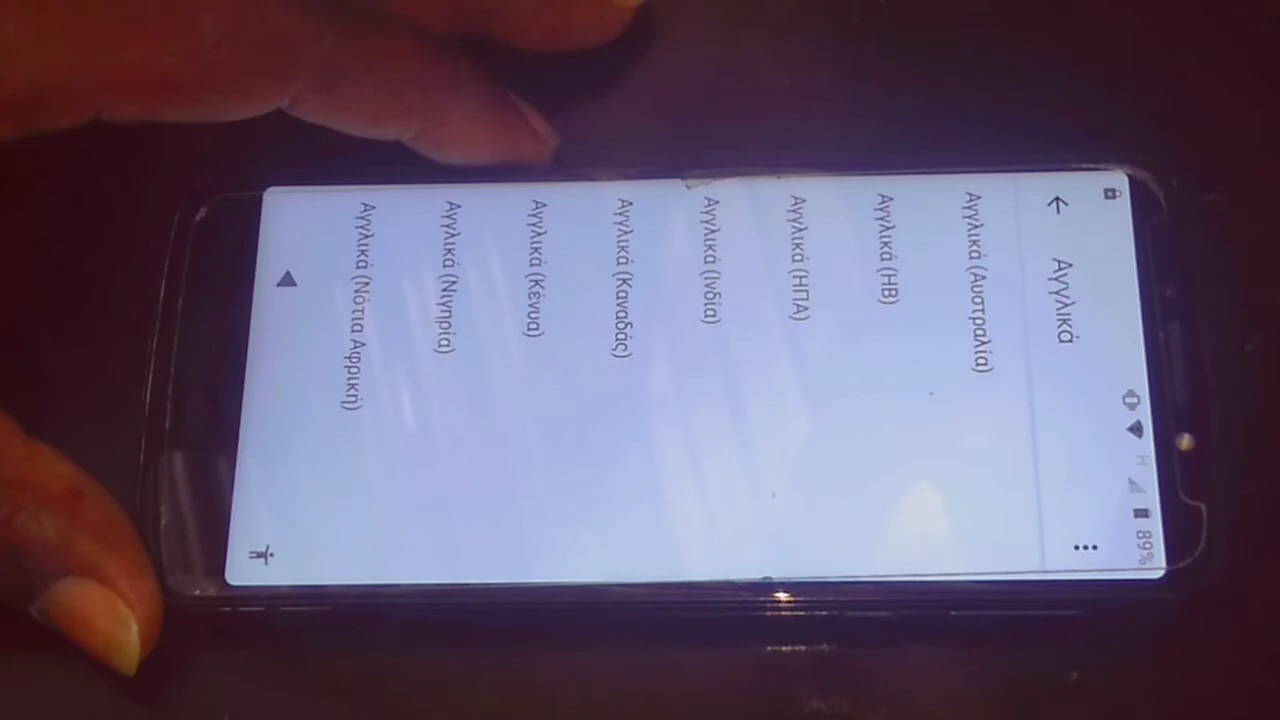 H 89%
Αγγλικά
Αγγλικά (Αυστραλία)
Αγγλικά (ΗΒ)
Αγγλικά (ΗΠΑ)
Αγγλικά (Ινδία)
Αγγλικά (Καναδάς)
Αγγλικά (Κένυα)
Αγγλικά (Νιγηρία)
Αγγλικά (Νότια Αφρική)